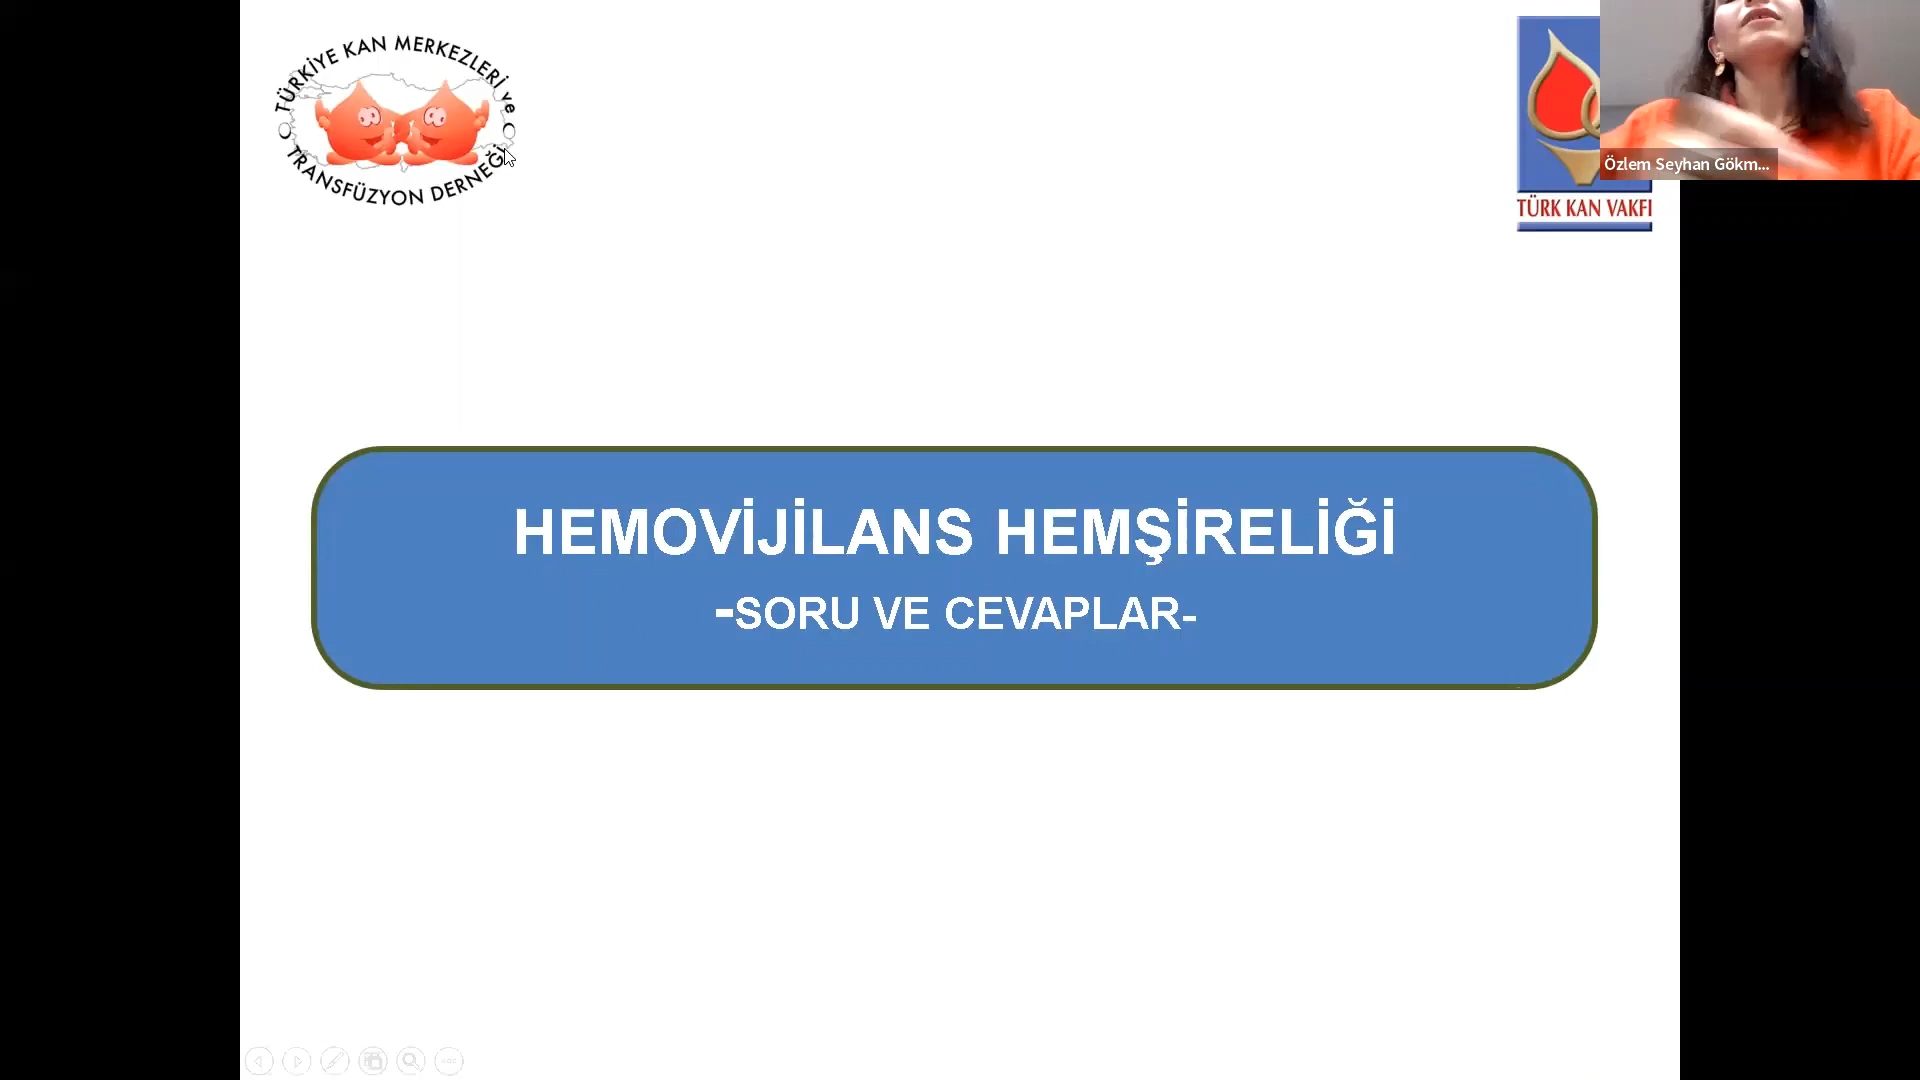 TÜRKİYE KAN MERKEZLERİ ve
TRANSFÜZYON DERNEĞİ
Özlem Seyhan Gökm...
TÜRK KAN VAKFI
HEMOVİJİLANS HEMŞİRELİĞİ
-SORU VE CEVAPLAR-